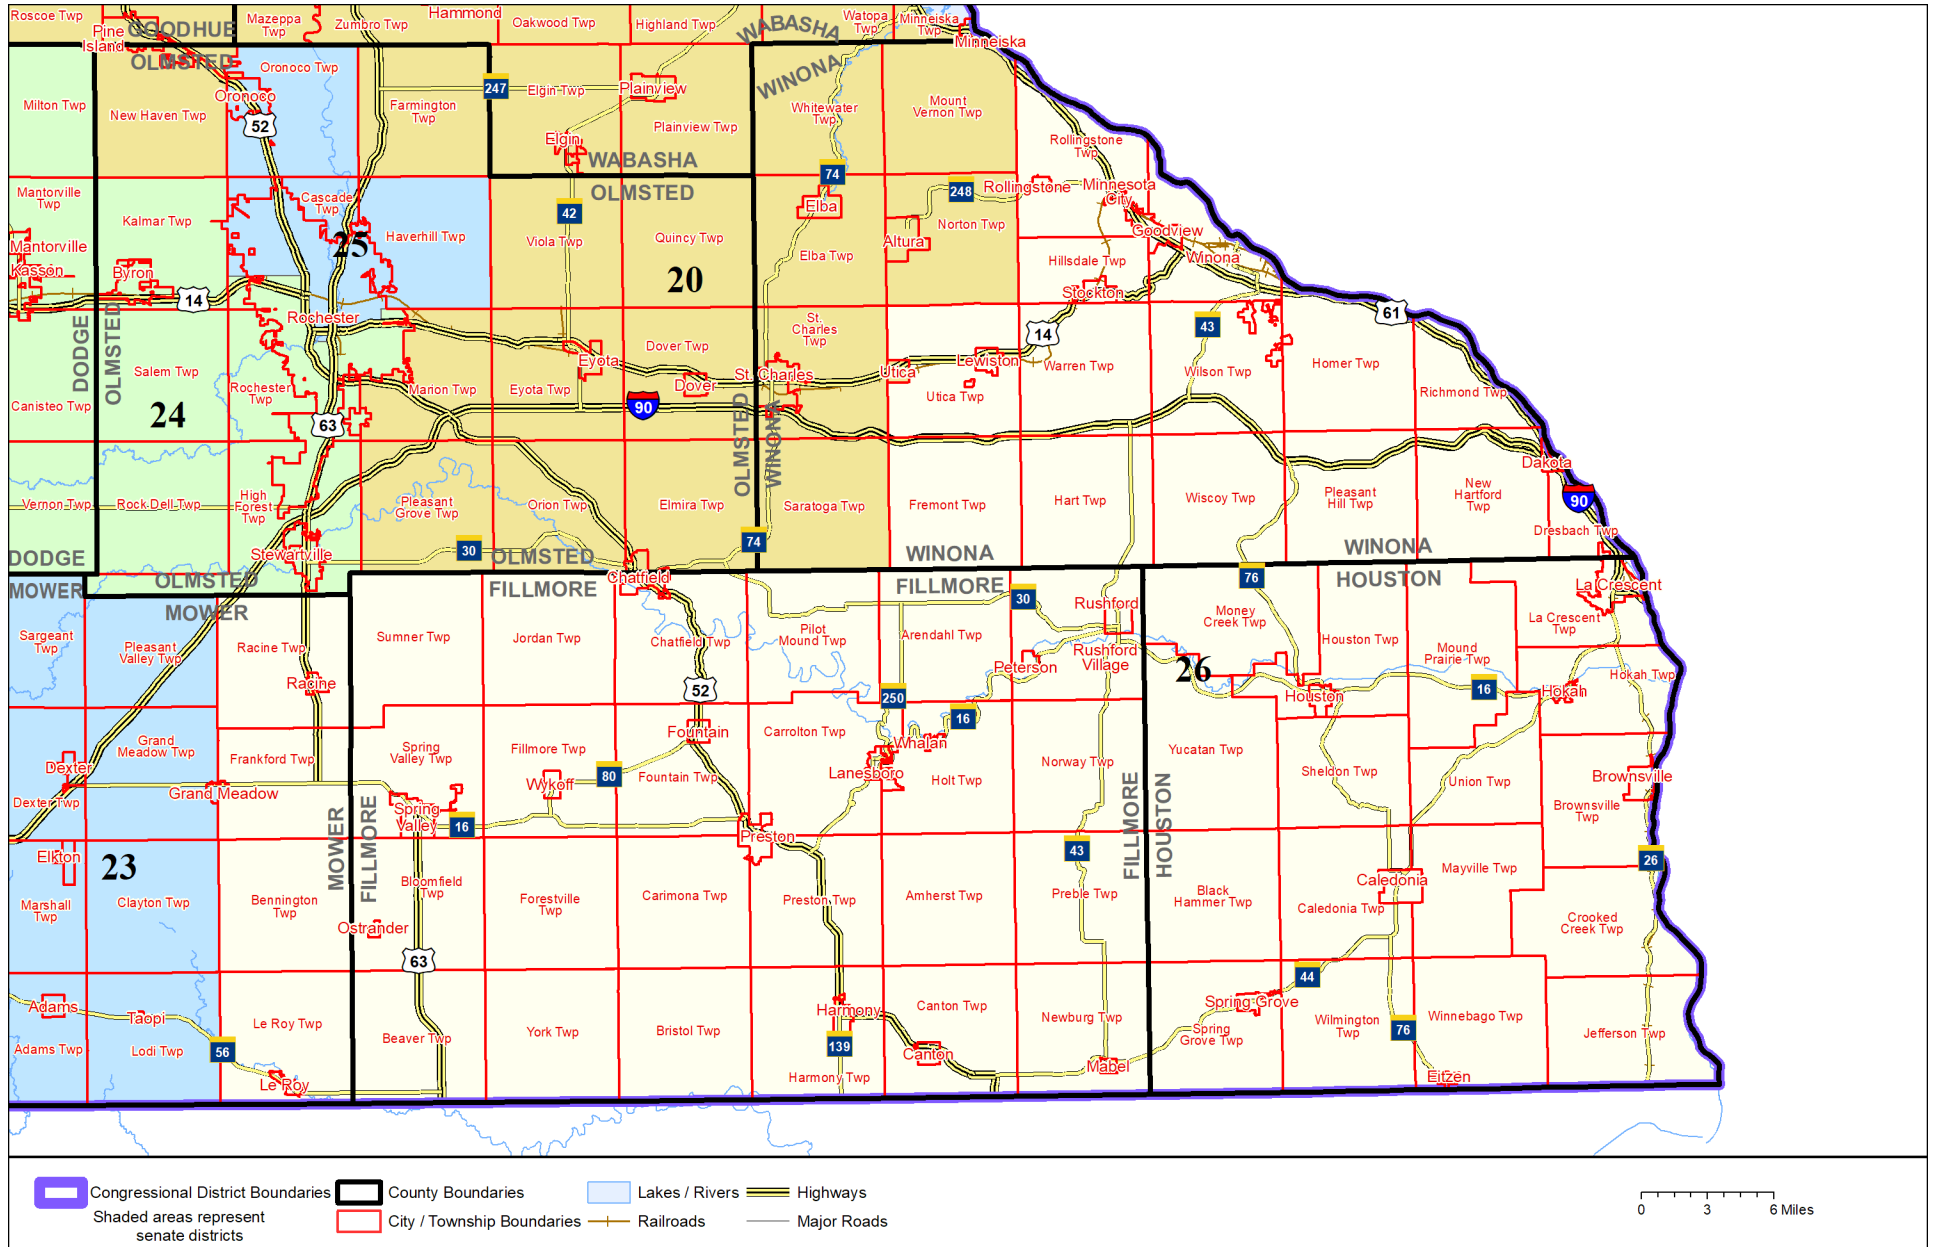 Roscoe Twp
Pine
Island
GOODHUE
OLMSTED
Mazeppa
Twp
Zumbro Twp
Hammond
Oakwood Twp
Highland Twp
WABASHA
WINONA
Watopa
Twp
Minneiska
Twp
Minneiska
Milton Twp
New Haven Twp
Oronoco Twp
Oronoco
52
Farmington
Twp
247
Elgin Twp
Plainview
Elgin
Plainview Twp
WABASHA
OLMSTED
Whitewater
Twp
Mount
Vernon Twp
Rollingstone
Twp
74
248
Rollingstone
Minnesota
City
Mantorville
Twp
Kalmar Twp
Cascade
Twp
25
Haverhill Twp
42
Viola Twp
Quincy Twp
20
Elba
Elba Twp
Altura
Norton Twp
Goodview
Winona
Hillsdale Twp
Stockton
Mantorville
Kasson
Byron
14
Rochester
DODGE
OLMSTED
Salem Twp
Rochester
Twp
24
Canisteo Twp
63
Marion Twp
Eyota
Eyota Twp
Dover Twp
Dover
90
St.
Charles
Twp
St. Charles
Utica
Utica Twp
Lewiston
14
Warren Twp
43
Wilson Twp
61
Homer Twp
Richmond Twp
OLMSTED
WINONA
Dakota
90
Vernon Twp
Rock Dell Twp
High
Forest
Twp
Pleasant
Grove Twp
Orion Twp
Elmira Twp
Saratoga Twp
Fremont Twp
Hart Twp
Wiscoy Twp
Pleasant
Hill Twp
New
Hartford
Twp
Dresbach Twp
Stewartville
30
74
DODGE
MOWER
OLMSTED
MOWER
OLMSTED
FILLMORE
Chatfield
WINONA
FILLMORE
WINONA
HOUSTON
76
La Crescent
La Crescent
Twp
Sargeant
Twp
Pleasant
Valley Twp
Racine Twp
Racine
Sumner Twp
Jordan Twp
Chatfield Twp
52
Pilot
Mound Twp
Arendahl Twp
30
Rushford
Rushford
Village
Peterson
Money
Creek Twp
26
Houston Twp
Houston
Mound
Prairie Twp
16
Hokah
Hokah Twp
250
16
Grand
Meadow Twp
Frankford Twp
Dexter
Dexter Twp
Grand Meadow
Spring
Valley Twp
Fillmore Twp
Fountain
Fountain Twp
80
Wykoff
Carrolton Twp
Whalan
Lanesboro
Holt Twp
Norway Twp
Yucatan Twp
Sheldon Twp
Union Twp
Brownsville
Brownsville
Twp
MOWER
FILLMORE
Spring
Valley
16
Preston
FILLMORE
HOUSTON
43
26
Elkton
23
Marshall
Twp
Clayton Twp
Bennington
Twp
Bloomfield
Twp
Ostrander
63
Forestville
Twp
Carimona Twp
Preston Twp
Amherst Twp
Preble Twp
Black
Hammer Twp
Caledonia
Caledonia Twp
Mayville Twp
Crooked
Creek Twp
44
Adams
Taopi
Adams Twp
Lodi Twp
56
Le Roy Twp
Le Roy
Beaver Twp
York Twp
Bristol Twp
Harmony
139
Harmony Twp
Canton Twp
Canton
Newburg Twp
Mabel
Spring Grove
Spring
Grove Twp
Wilmington
Twp
76
Winnebago Twp
Eitzen
Jefferson Twp
Congressional District Boundaries
Shaded areas represent
senate districts
County Boundaries
City / Township Boundaries
Lakes / Rivers
Railroads
Highways
Major Roads
0 3 6 Miles